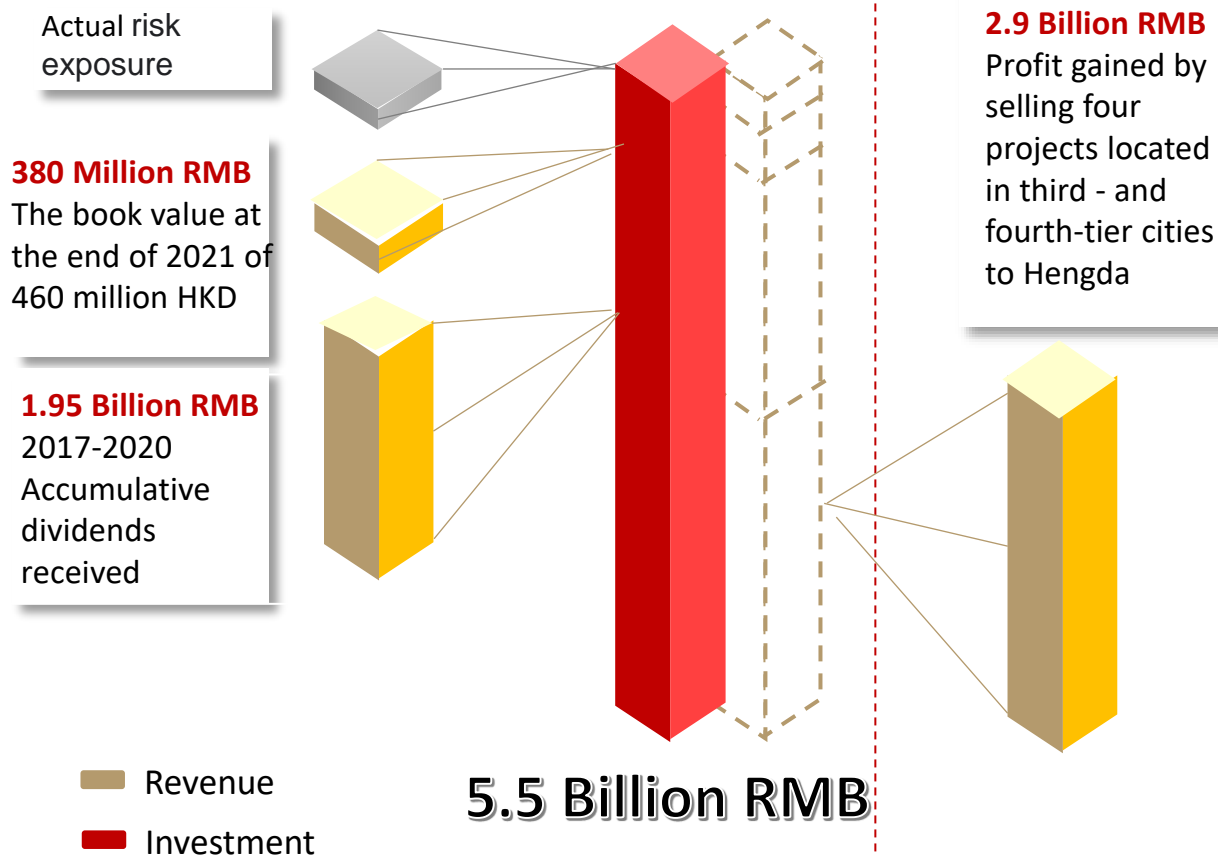 Actual risk
exposure
380 Million RMB
The book value at
the end of 2021 of
460 million HKD
1.95 Billion RMB
2017-2020
Accumulative
dividends
received
2.9 Billion RMB
Profit gained by
selling four
projects located
in third - and
fourth-tier cities
to Hengda
Revenue
Investment
5.5 Billion RMB